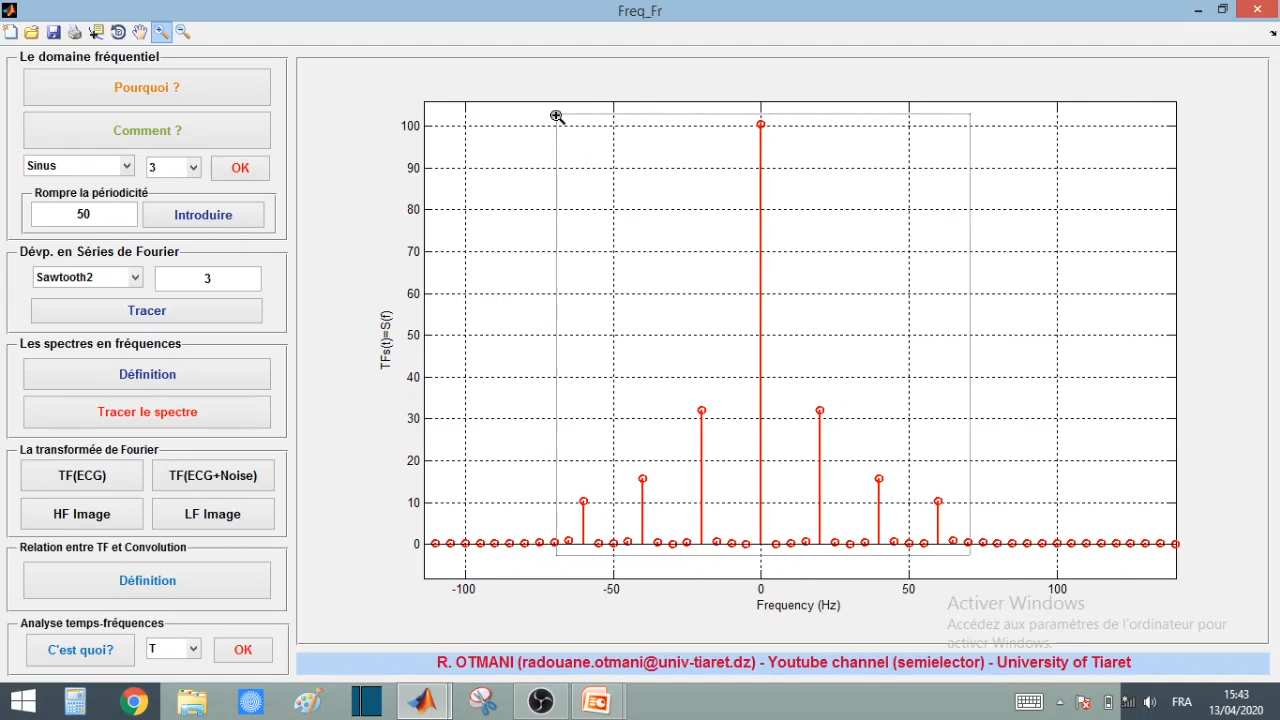 Freq_Fr
Le domaine fréquentiel
Pourquoi ?
Comment ?
Sinus 3 OK
Rompre la périodicité
50 Introduire
Dévp. en Séries de Fourier
Sawtooth2 3
Tracer
Les spectres en fréquences
Définition
Tracer le spectre
La transformée de Fourier
TF(ECG) TF(ECG+Noise)
HF Image LF Image
Relation entre TF et Convolution
Définition
Analyse temps-fréquences
C'est quoi? T OK
TFs(t)=S(f)
100
90
80
70
60
50
40
30
20
10
0
-100 -50 0 50 100
Frequency (Hz)
Activer Windows
Accédez aux paramètres de l'ordinateur pour
activer Windows.
R. OTMANI (radouane.otmani@univ-tiaret.dz) - Youtube channel (semielector) - University of Tiaret
FRA
15:43
13/04/2020